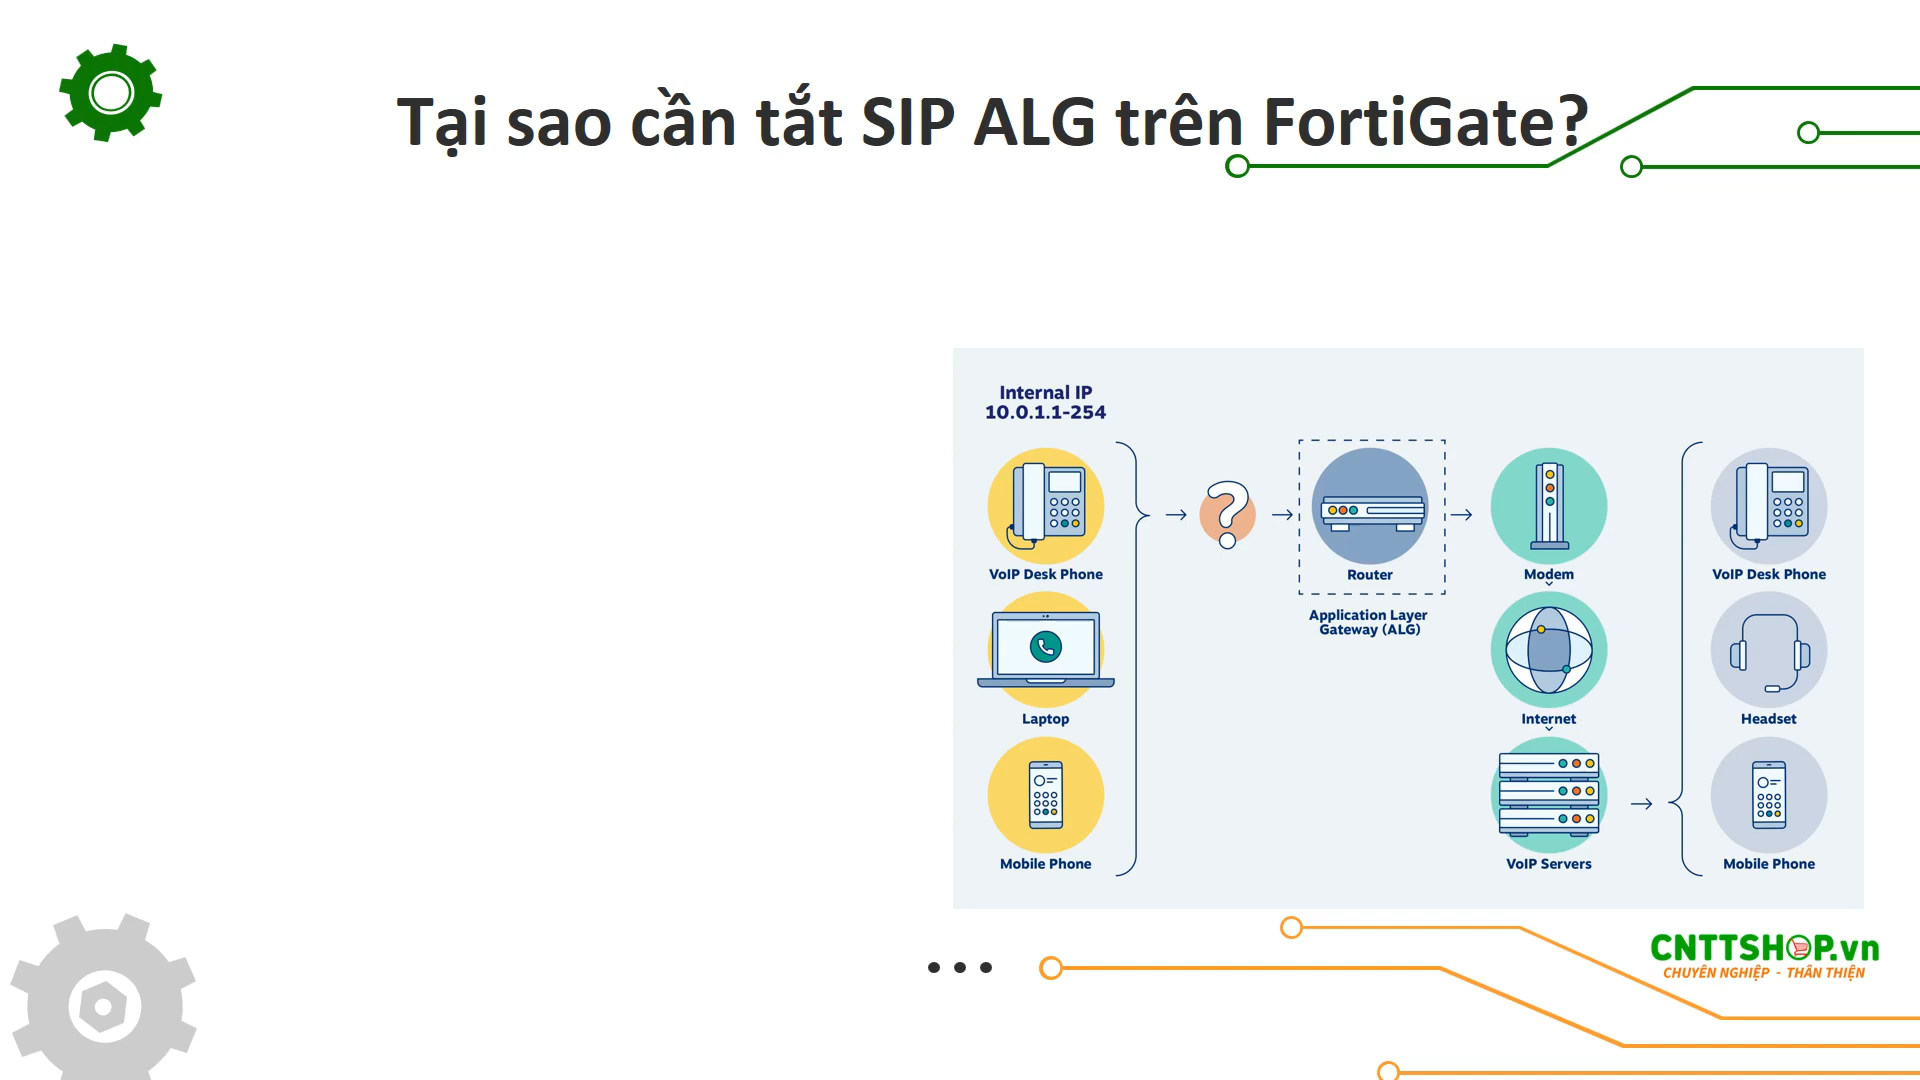 Tại sao cần tắt SIP ALG trên FortiGate?
Internal IP
10.0.1.1-254
VoIP Desk Phone
Laptop
Mobile Phone
?
Router
Application Layer
Gateway (ALG)
Modem
Internet
VoIP Servers
VoIP Desk Phone
Headset
Mobile Phone
CNTTSHOP.vn
CHUYÊN NGHIỆP - THÂN THIỆN